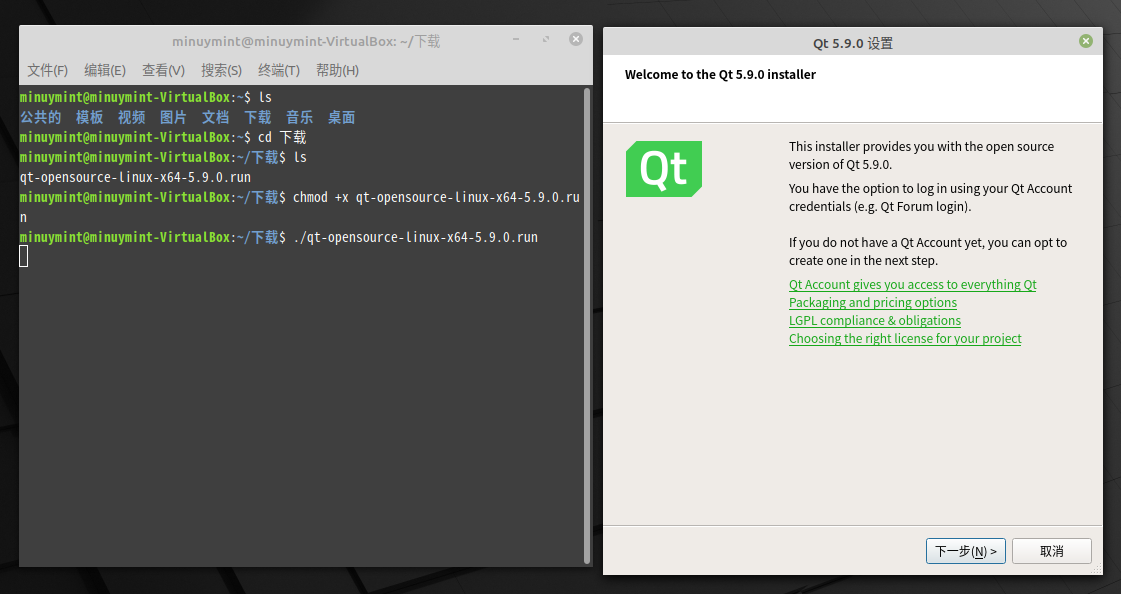 minuymint@minuymint-VirtualBox: ~/下载
文件(F) 编辑(E) 查看(V) 搜索(S) 终端(T) 帮助(H)
minuymint@minuymint-VirtualBox:~$ ls
公共的 模板 视频 图片 文档 下载 音乐 桌面
minuymint@minuymint-VirtualBox:~$ cd 下载
minuymint@minuymint-VirtualBox:~/下载$ ls
qt-opensource-linux-x64-5.9.0.run
minuymint@minuymint-VirtualBox:~/下载$ chmod +x qt-opensource-linux-x64-5.9.0.ru
n
minuymint@minuymint-VirtualBox:~/下载$ ./qt-opensource-linux-x64-5.9.0.run
Qt 5.9.0 设置
Welcome to the Qt 5.9.0 installer
Qt
This installer provides you with the open source
version of Qt 5.9.0.
You have the option to log in using your Qt Account
credentials (e.g. Qt Forum login).
If you do not have a Qt Account yet, you can opt to
create one in the next step.
Qt Account gives you access to everything Qt
Packaging and pricing options
LGPL compliance & obligations
Choosing the right license for your project
下一步(N) >
取消